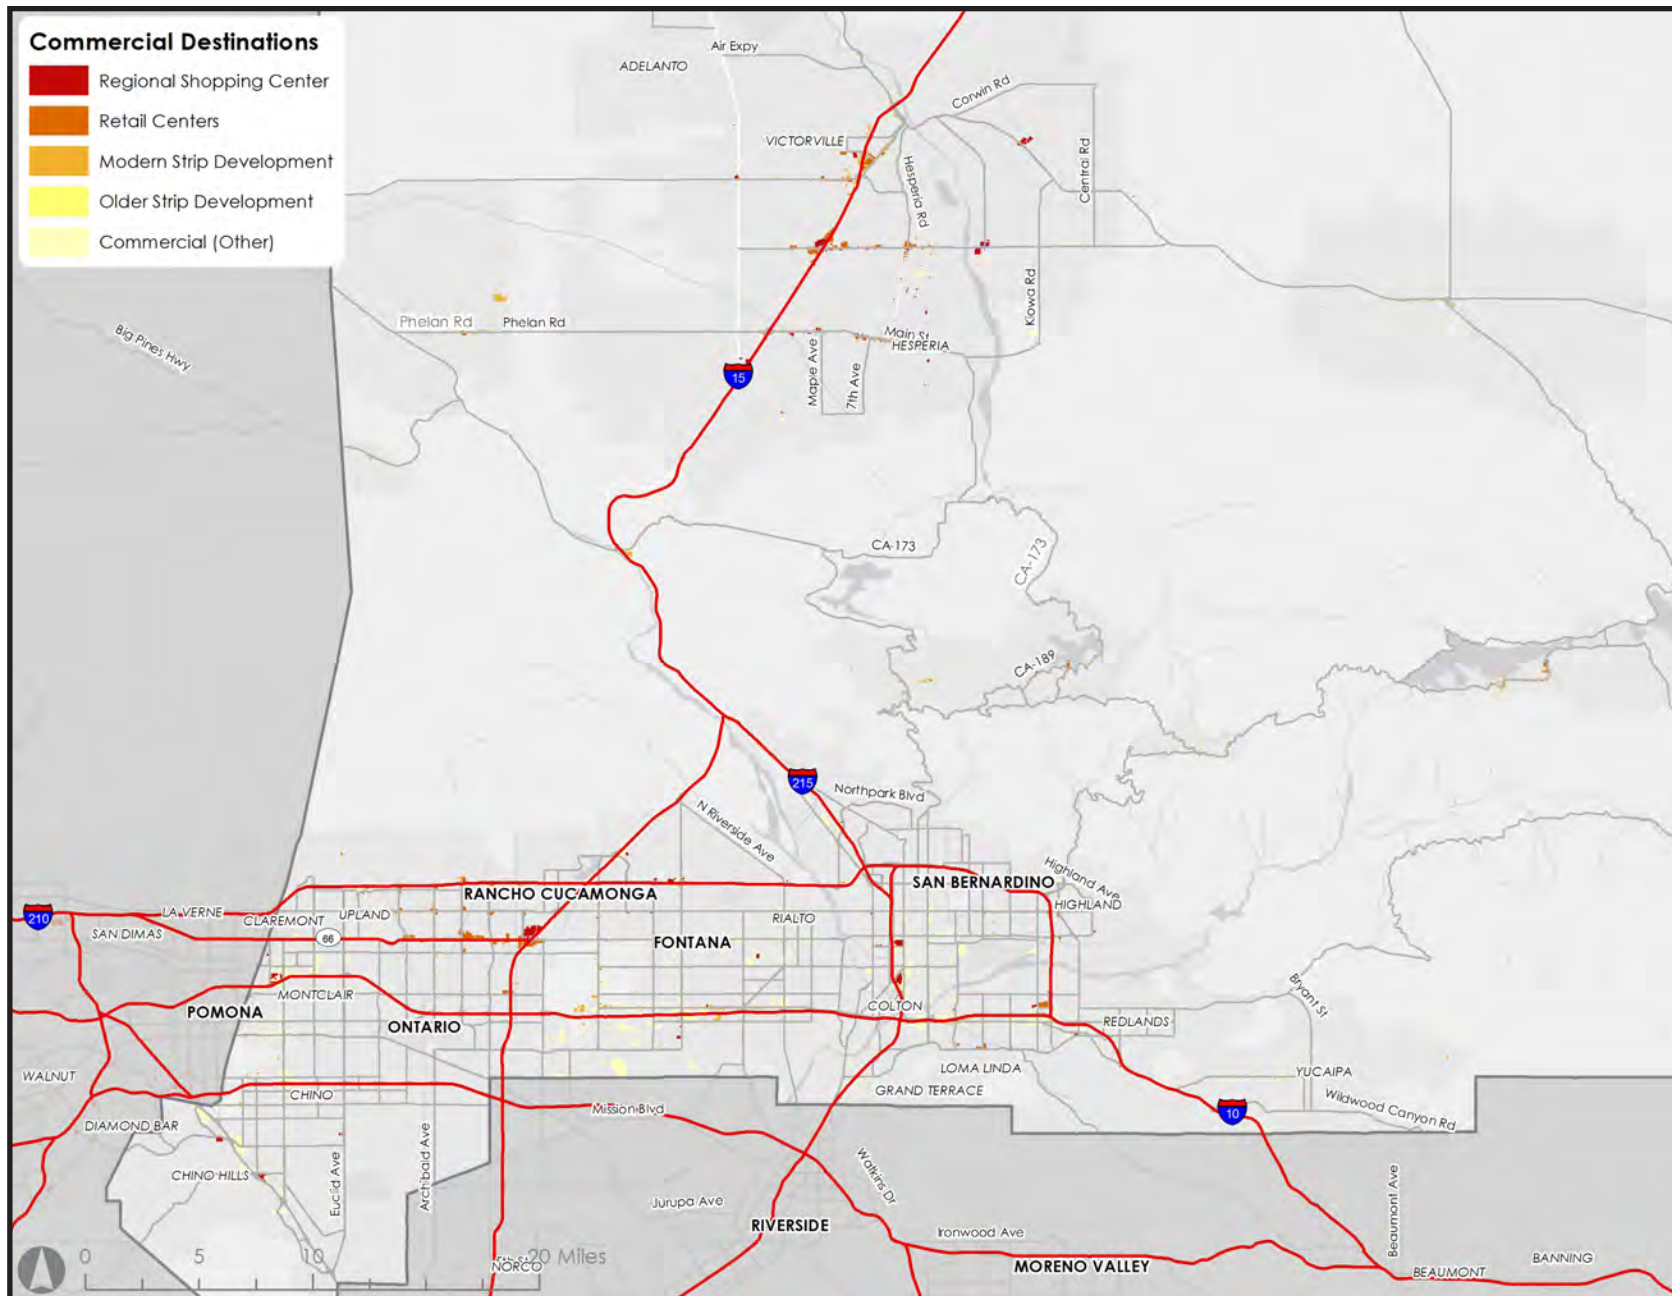 Commercial Destinations
Regional Shopping Center
Retail Centers
Modern Strip Development
Older Strip Development
Commercial (Other)
Air Expy
ADELANTO
Corwin Rd
VICTORVILLE
Hesperia Rd
Central Rd
Kiowa Rd
Phelan Rd
Phelan Rd
Big Pines Hwy
Main St
HESPERIA
Maple Ave
7th Ave
15
CA-173
CA-173
CA-189
215
Northpark Blvd
N Riverside Ave
Highland Ave
SAN BERNARDINO
HIGHLAND
RANCHO CUCAMONGA
LA VERNE
CLAREMONT
UPLAND
210
SAN DIMAS
66
RIALTO
FONTANA
MONTCLAIR
POMONA
ONTARIO
COLTON
REDLANDS
Bryant St
WALNUT
LOMA LINDA
YUCAIPA
CHINO
GRAND TERRACE
Mission Blvd
10
Wildwood Canyon Rd
DIAMOND BAR
CHINO HILLS
Euclid Ave
Archibald Ave
Watkins Dr
Jurupa Ave
RIVERSIDE
Ironwood Ave
Beaumont Ave
MORENO VALLEY
BEAUMONT
BANNING
5th St
NORCO
0 5 10 20 Miles